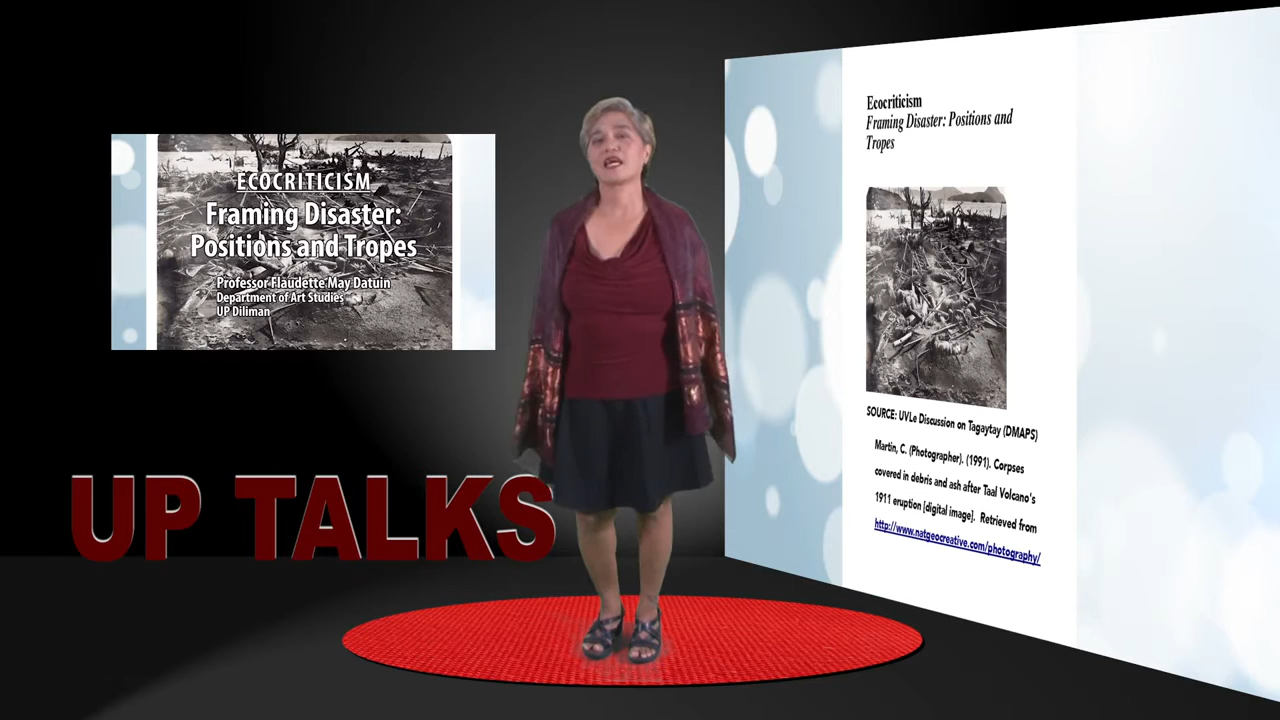 ECOCRITICISM
Framing Disaster:
Positions and Tropes
Professor Flaudette May Datuin
Department of Art Studies
UP Diliman
UP TALKS
Ecocriticism
Framing Disaster: Positions and
Tropes
SOURCE: UVLe Discussion on Tagaytay (DMAPS)
Martin, C. (Photographer). (1991). Corpses
covered in debris and ash after Taal Volcano's
1911 eruption [digital image]. Retrieved from
http://www.natgeocreative.com/photography/